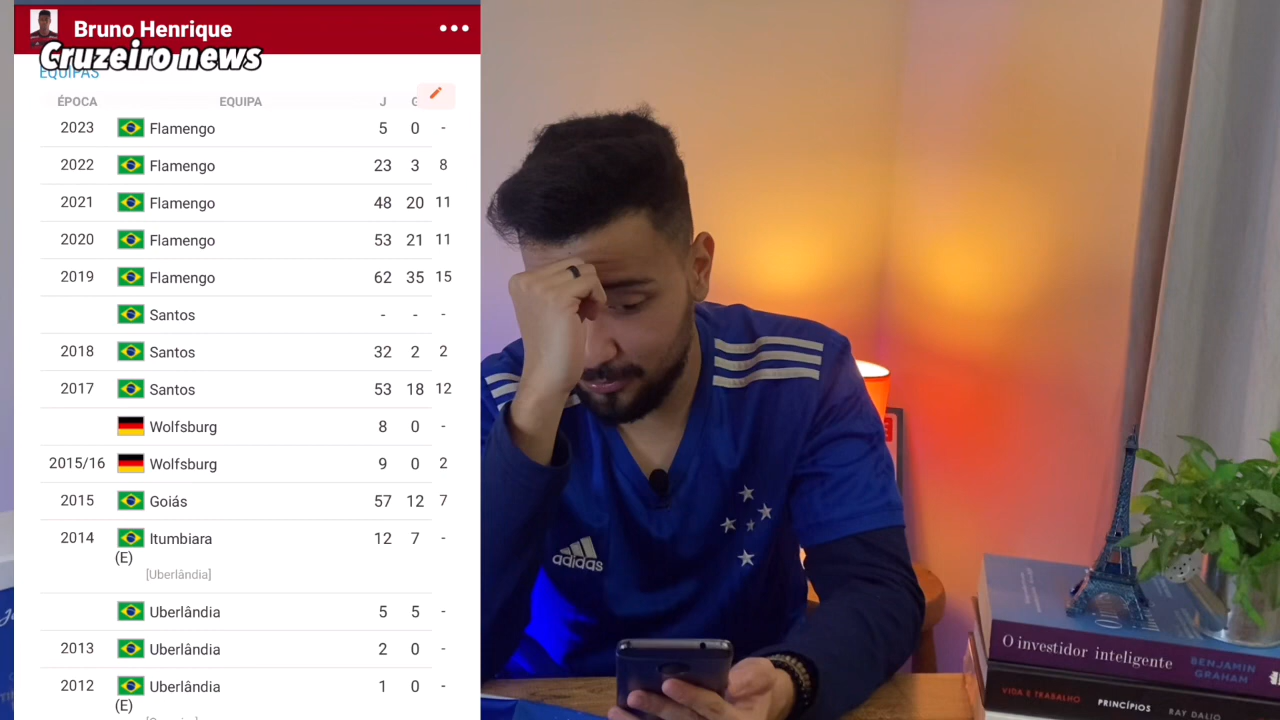 Bruno Henrique
Cruzeiro news
EQUIPAS
ÉPOCA EQUIPA J
2023 Flamengo 5 0 -
2022 Flamengo 23 3 8
2021 Flamengo 48 20 11
2020 Flamengo 53 21 11
2019 Flamengo 62 35 15
Santos - - -
2018 Santos 32 2 2
2017 Santos 53 18 12
Wolfsburg 8 0 -
2015/16 Wolfsburg 9 0 2
2015 Goiás 57 12 7
2014 Itumbiara 12 7 -
(E)
[Uberlândia]
Uberlândia 5 5 -
2013 Uberlândia 2 0 -
2012 Uberlândia 1 0 -
(E)
adidas
O investidor inteligente
BENJAMIN
GRAHAM
VIDA E TRABALHO PRINCÍPIOS RAY DALIO